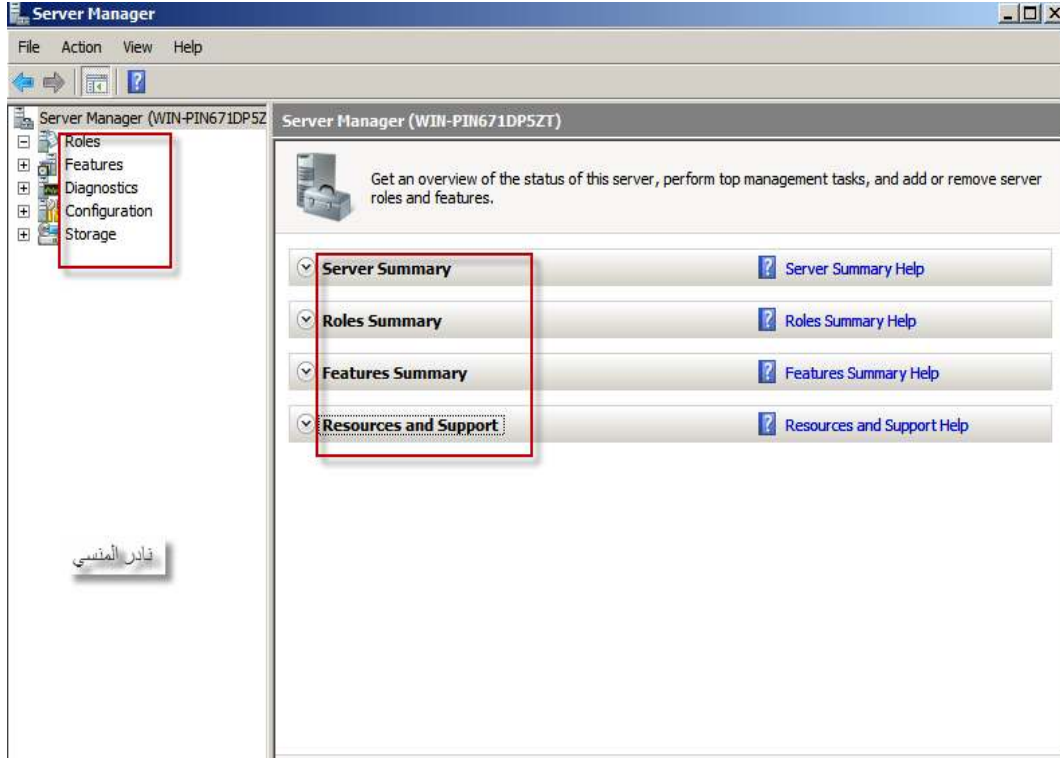 Server Manager
File Action View Help
Server Manager (WIN-PIN671DP5Z
Roles
Features
Diagnostics
Configuration
Storage
Server Manager (WIN-PIN671DP5ZT)
Get an overview of the status of this server, perform top management tasks, and add or remove server
roles and features.
Server Summary
Server Summary Help
Roles Summary
Roles Summary Help
Features Summary
Features Summary Help
Resources and Support
Resources and Support Help
نادر المنسي